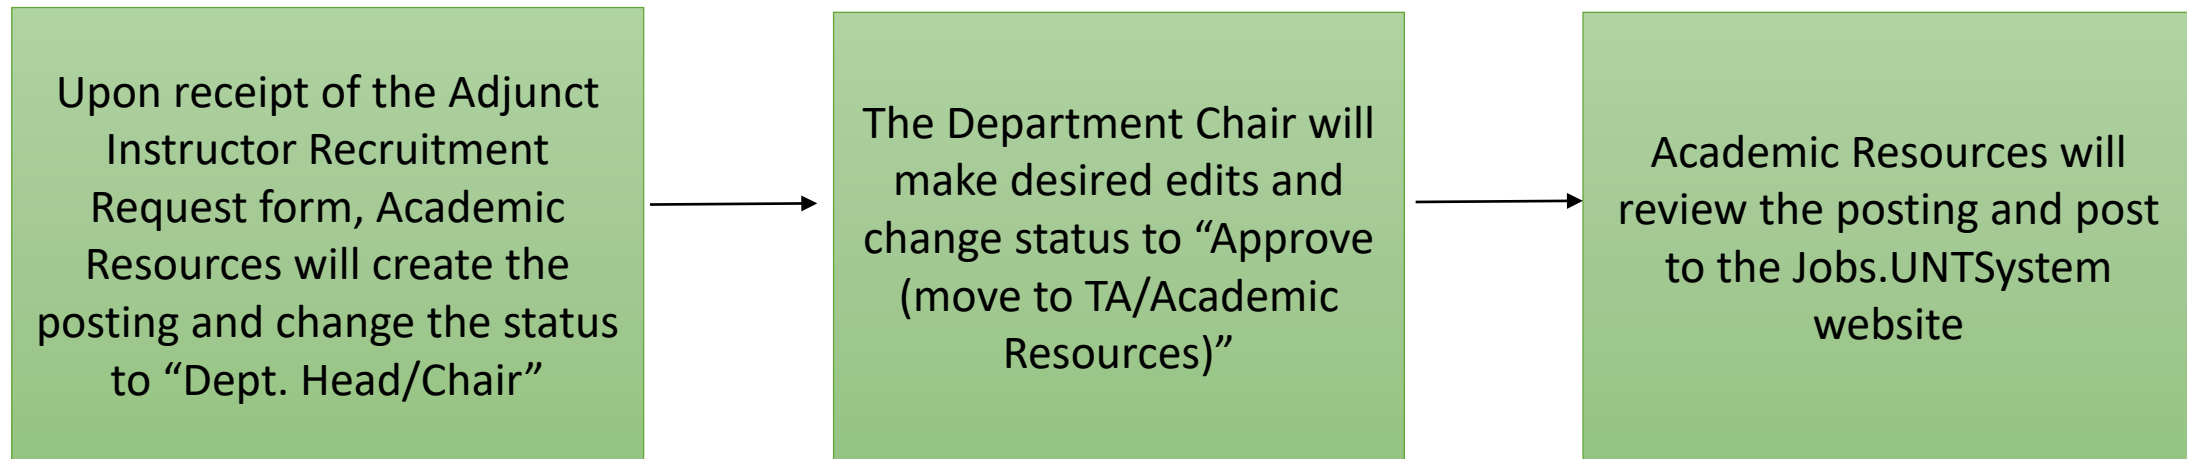 Upon receipt of the Adjunct
Instructor Recruitment
Request form, Academic
Resources will create the
posting and change the status
to “Dept. Head/Chair”
The Department Chair will
make desired edits and
change status to “Approve
(move to TA/Academic
Resources)”
Academic Resources will
review the posting and post
to the Jobs.UNTSystem
website